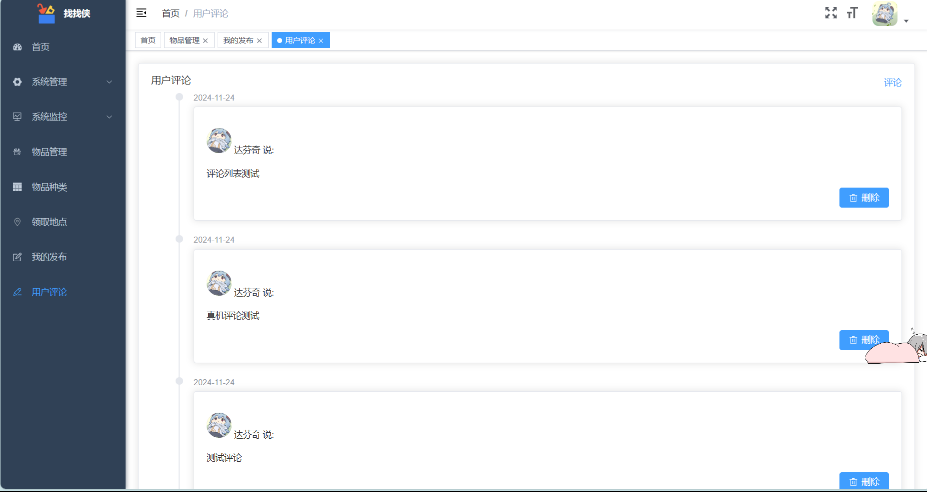 找找侠
首页 / 用户评论
首页
物品管理 ×
我的发布 ×
用户评论 ×
首页
系统管理
系统监控
物品管理
物品种类
领取地点
我的发布
用户评论
用户评论
评论
2024-11-24
达芬奇 说:
评论列表测试
删除
2024-11-24
达芬奇 说:
真机评论测试
删除
2024-11-24
达芬奇 说:
测试评论
删除